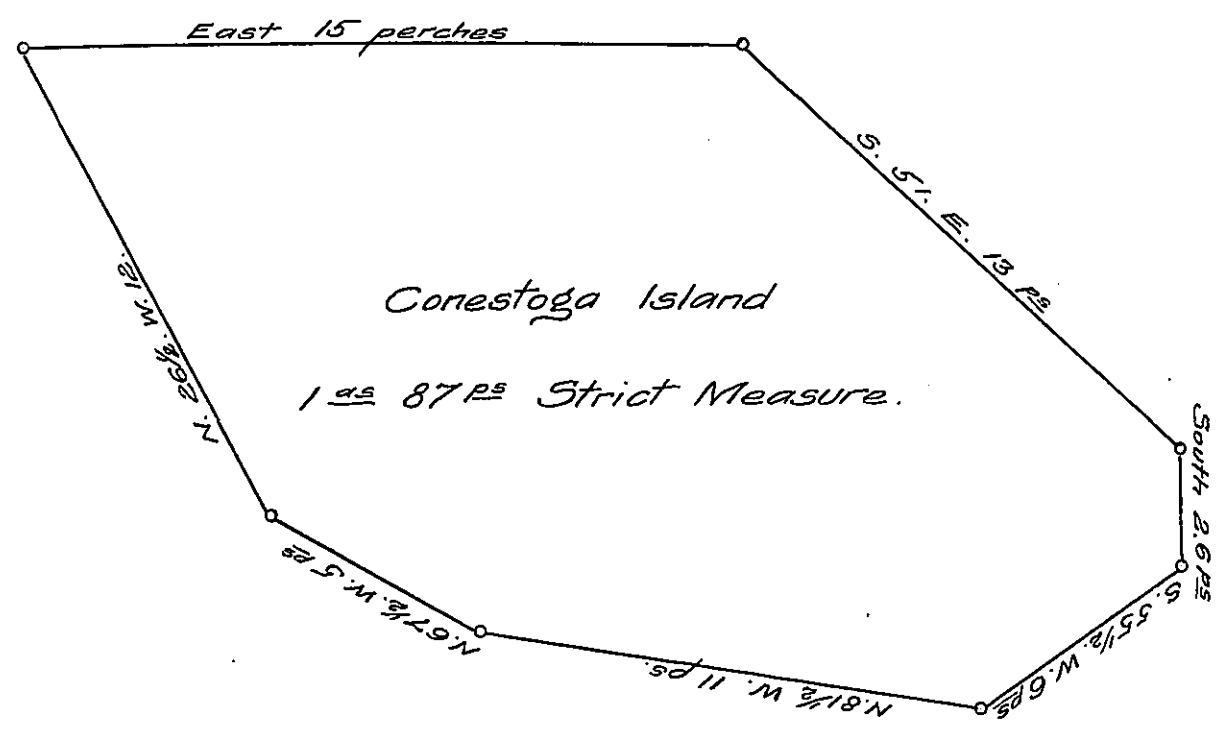 East 15 perches
S. 51. E. 13 ps
South 2.6 ps
S. 55½. W. 6 ps
N. 81½ W. 11 ps.
N. 67½. W. 5 ps
N. 26½. W. 12.
Conestoga Island
1 as 87 ps Strict Measure.